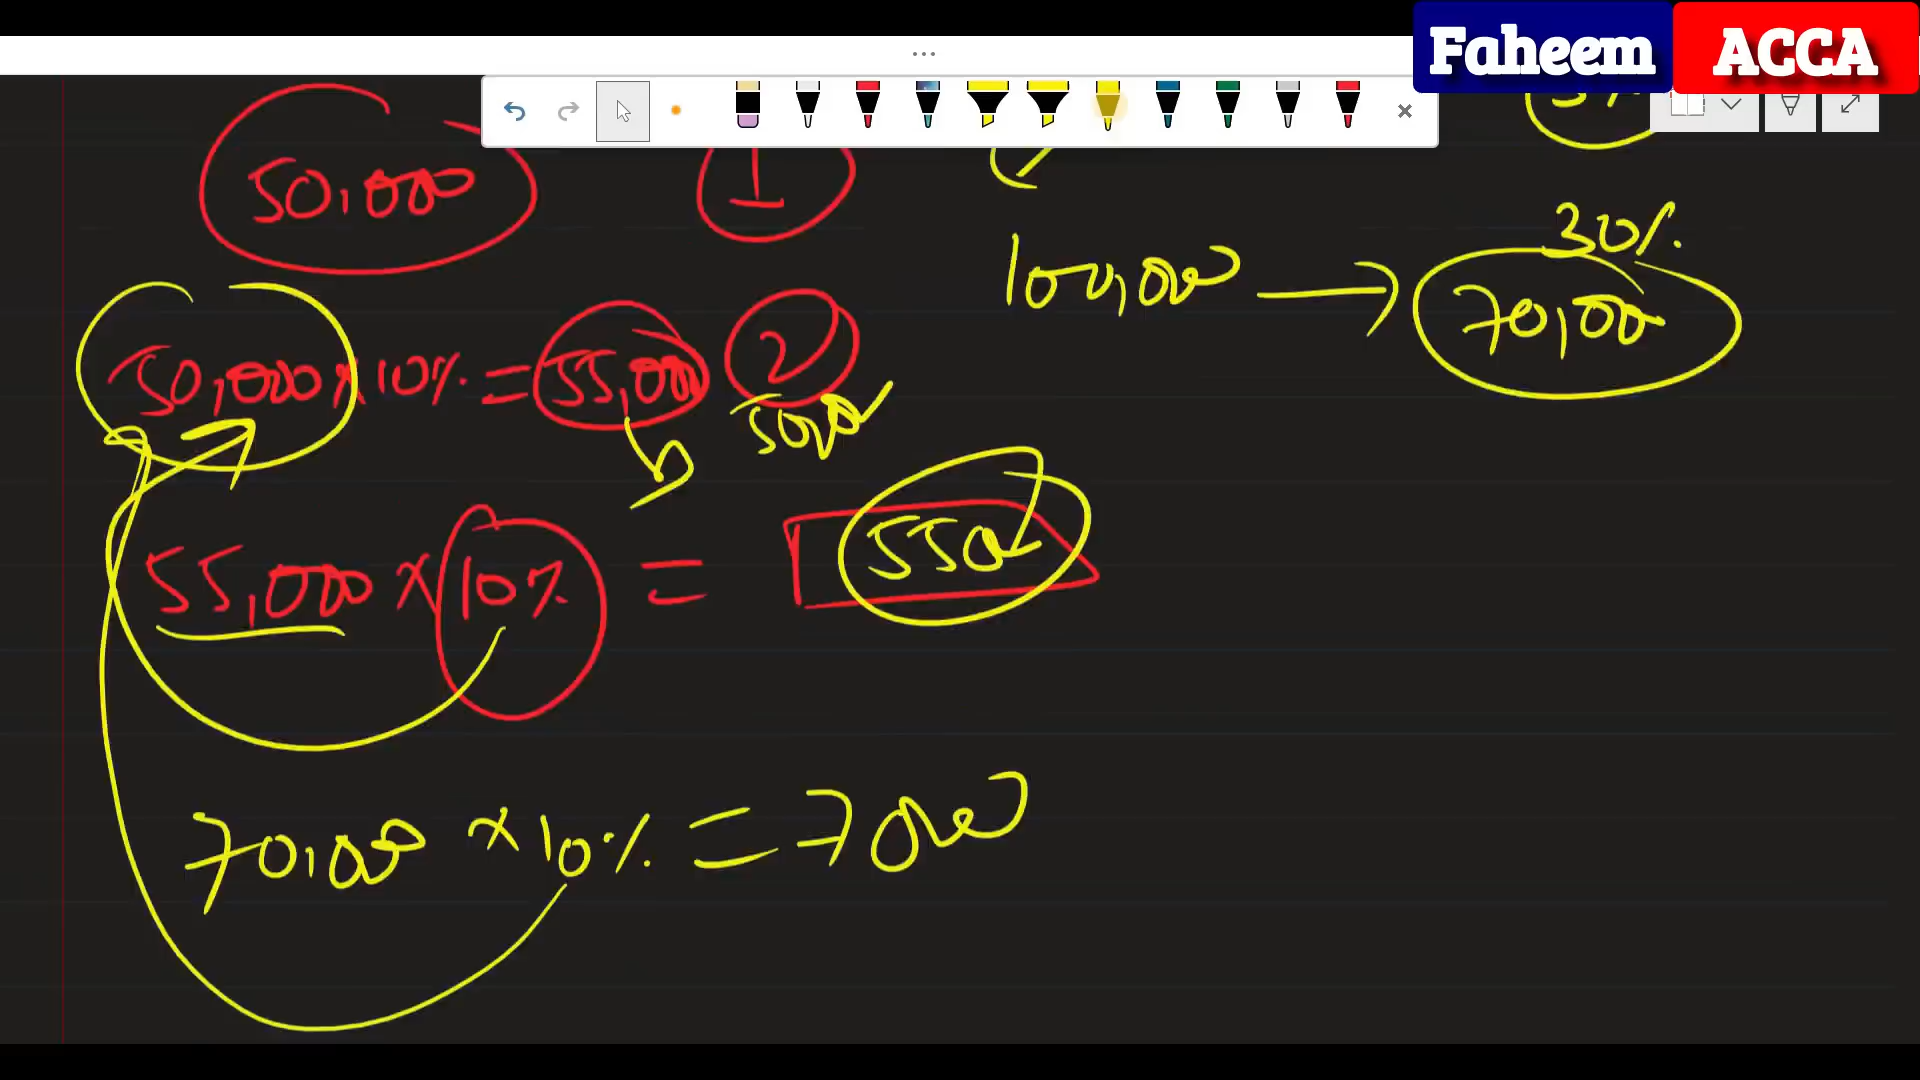 Faheem ACCA
50,000 1
30%
100,000 → 70,000
50,000 x 10% = 55,000 2
5000
55,000 x 10% = 5500
70,000 x 10% = 7000